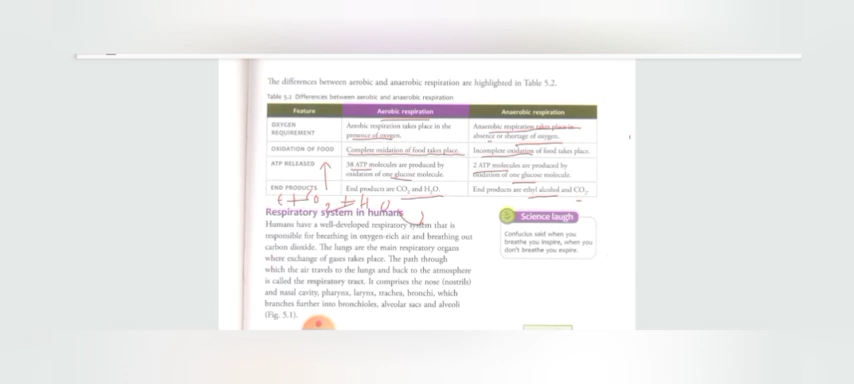 The differences between aerobic and anaerobic respiration are highlighted in Table 5.2.
Table 5.2 Differences between aerobic and anaerobic respiration
Feature Aerobic respiration Anaerobic respiration
OXYGEN REQUIREMENT Aerobic respiration takes place in the presence of oxygen. Anaerobic respiration takes place in absence or shortage of oxygen.
OXIDATION OF FOOD Complete oxidation of food takes place. Incomplete oxidation of food takes place.
ATP RELEASED 38 ATP molecules are produced by oxidation of one glucose molecule. 2 ATP molecules are produced by oxidation of one glucose molecule.
END PRODUCTS End products are CO₂ and H₂O. End products are ethyl alcohol and CO₂.
Respiratory system in humans
Humans have a well-developed respiratory system that is
responsible for breathing in oxygen-rich air and breathing out
carbon dioxide. The lungs are the main respiratory organs
where exchange of gases takes place. The path through
which the air travels to the lungs and back to the atmosphere
is called the respiratory tract. It comprises the nose (nostrils)
and nasal cavity, pharynx, larynx, trachea, bronchi, which
branches further into bronchioles, alveolar sacs and alveoli
(Fig. 5.1).
Science laugh
Confucius said when you
breathe you inspire, when you
don't breathe you expire.